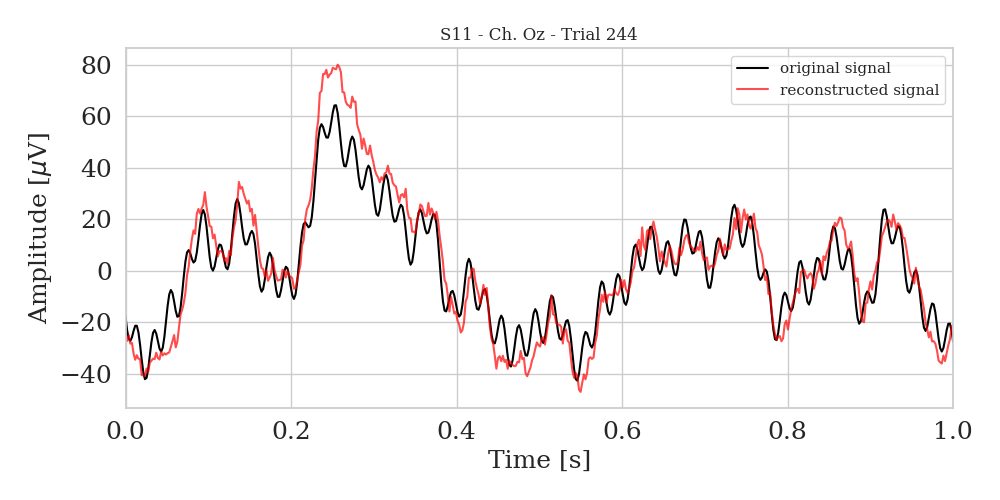 S11 - Ch. Oz - Trial 244
original signal
reconstructed signal
80
60
40
20
0
−20
−40
Amplitude [μV]
0.0 0.2 0.4 0.6 0.8 1.0
Time [s]